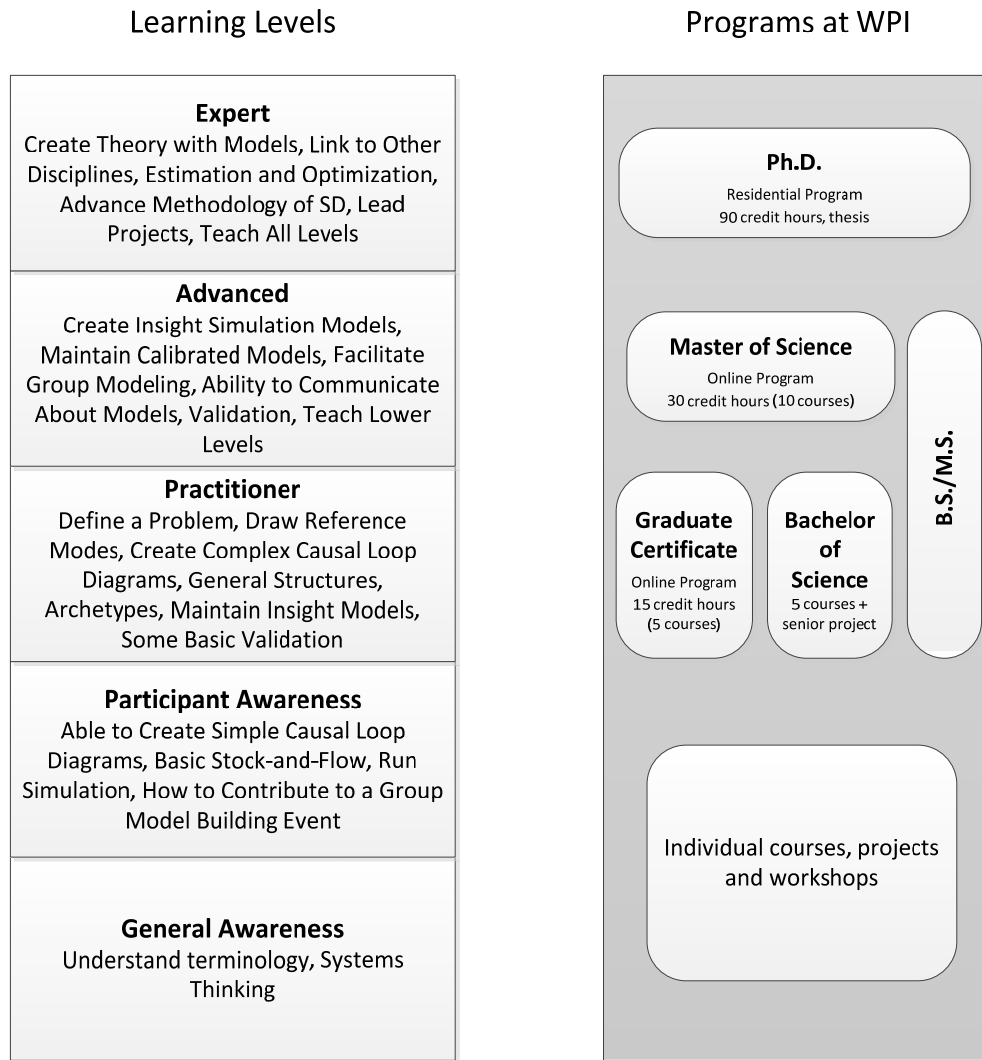 Learning Levels
Expert
Create Theory with Models, Link to Other
Disciplines, Estimation and Optimization,
Advance Methodology of SD, Lead
Projects, Teach All Levels
Advanced
Create Insight Simulation Models,
Maintain Calibrated Models, Facilitate
Group Modeling, Ability to Communicate
About Models, Validation, Teach Lower
Levels
Practitioner
Define a Problem, Draw Reference
Modes, Create Complex Causal Loop
Diagrams, General Structures,
Archetypes, Maintain Insight Models,
Some Basic Validation
Participant Awareness
Able to Create Simple Causal Loop
Diagrams, Basic Stock-and-Flow, Run
Simulation, How to Contribute to a Group
Model Building Event
General Awareness
Understand terminology, Systems
Thinking
Programs at WPI
Ph.D.
Residential Program
90 credit hours, thesis
Master of Science
Online Program
30 credit hours (10 courses)
B.S./M.S.
Graduate
Certificate
Online Program
15 credit hours
(5 courses)
Bachelor
of
Science
5 courses +
senior project
Individual courses, projects
and workshops